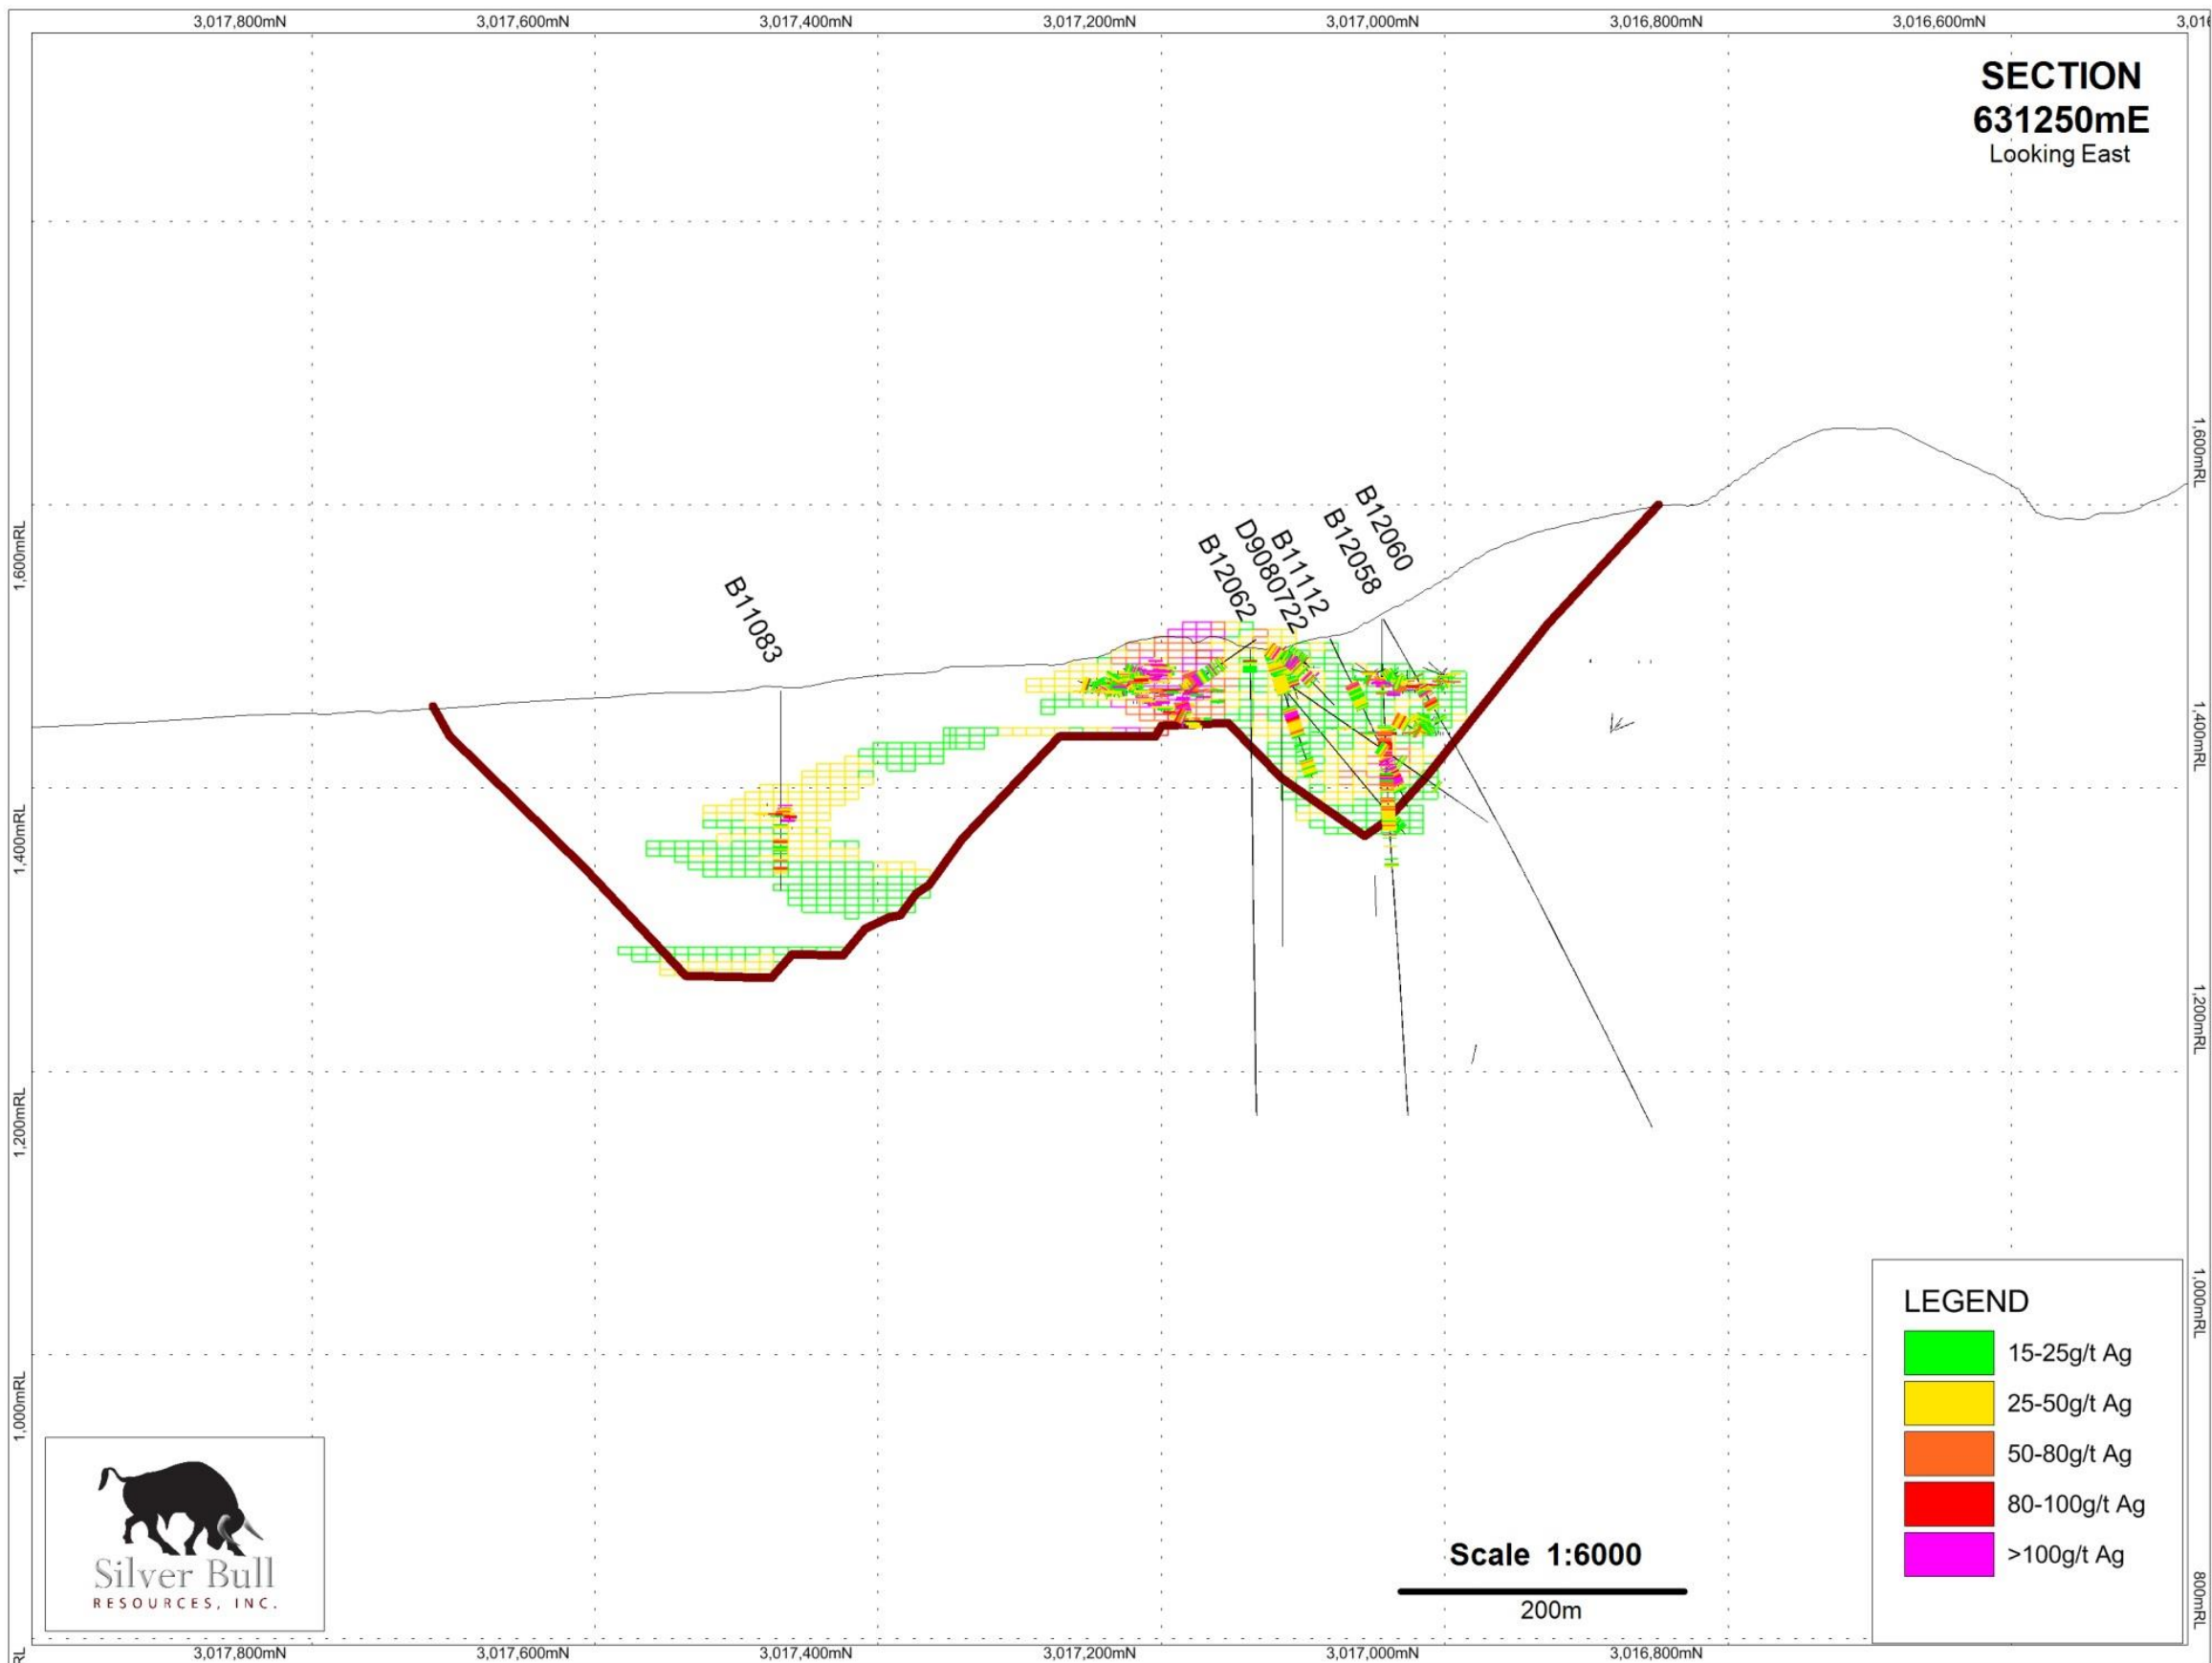 3,017,800mN 3,017,600mN 3,017,400mN 3,017,200mN 3,017,000mN 3,016,800mN 3,016,600mN 3,016
SECTION
631250mE
Looking East
1,600mRL
1,400mRL
1,200mRL
1,000mRL
RL
1,600mRL
1,400mRL
1,200mRL
1,000mRL
800mRL
B11083
B12062
D9080722
B11112
B12058
B12060
LEGEND
15-25g/t Ag
25-50g/t Ag
50-80g/t Ag
80-100g/t Ag
>100g/t Ag
Scale 1:6000
200m
Silver Bull
RESOURCES, INC.
3,017,800mN 3,017,600mN 3,017,400mN 3,017,200mN 3,017,000mN 3,016,800mN